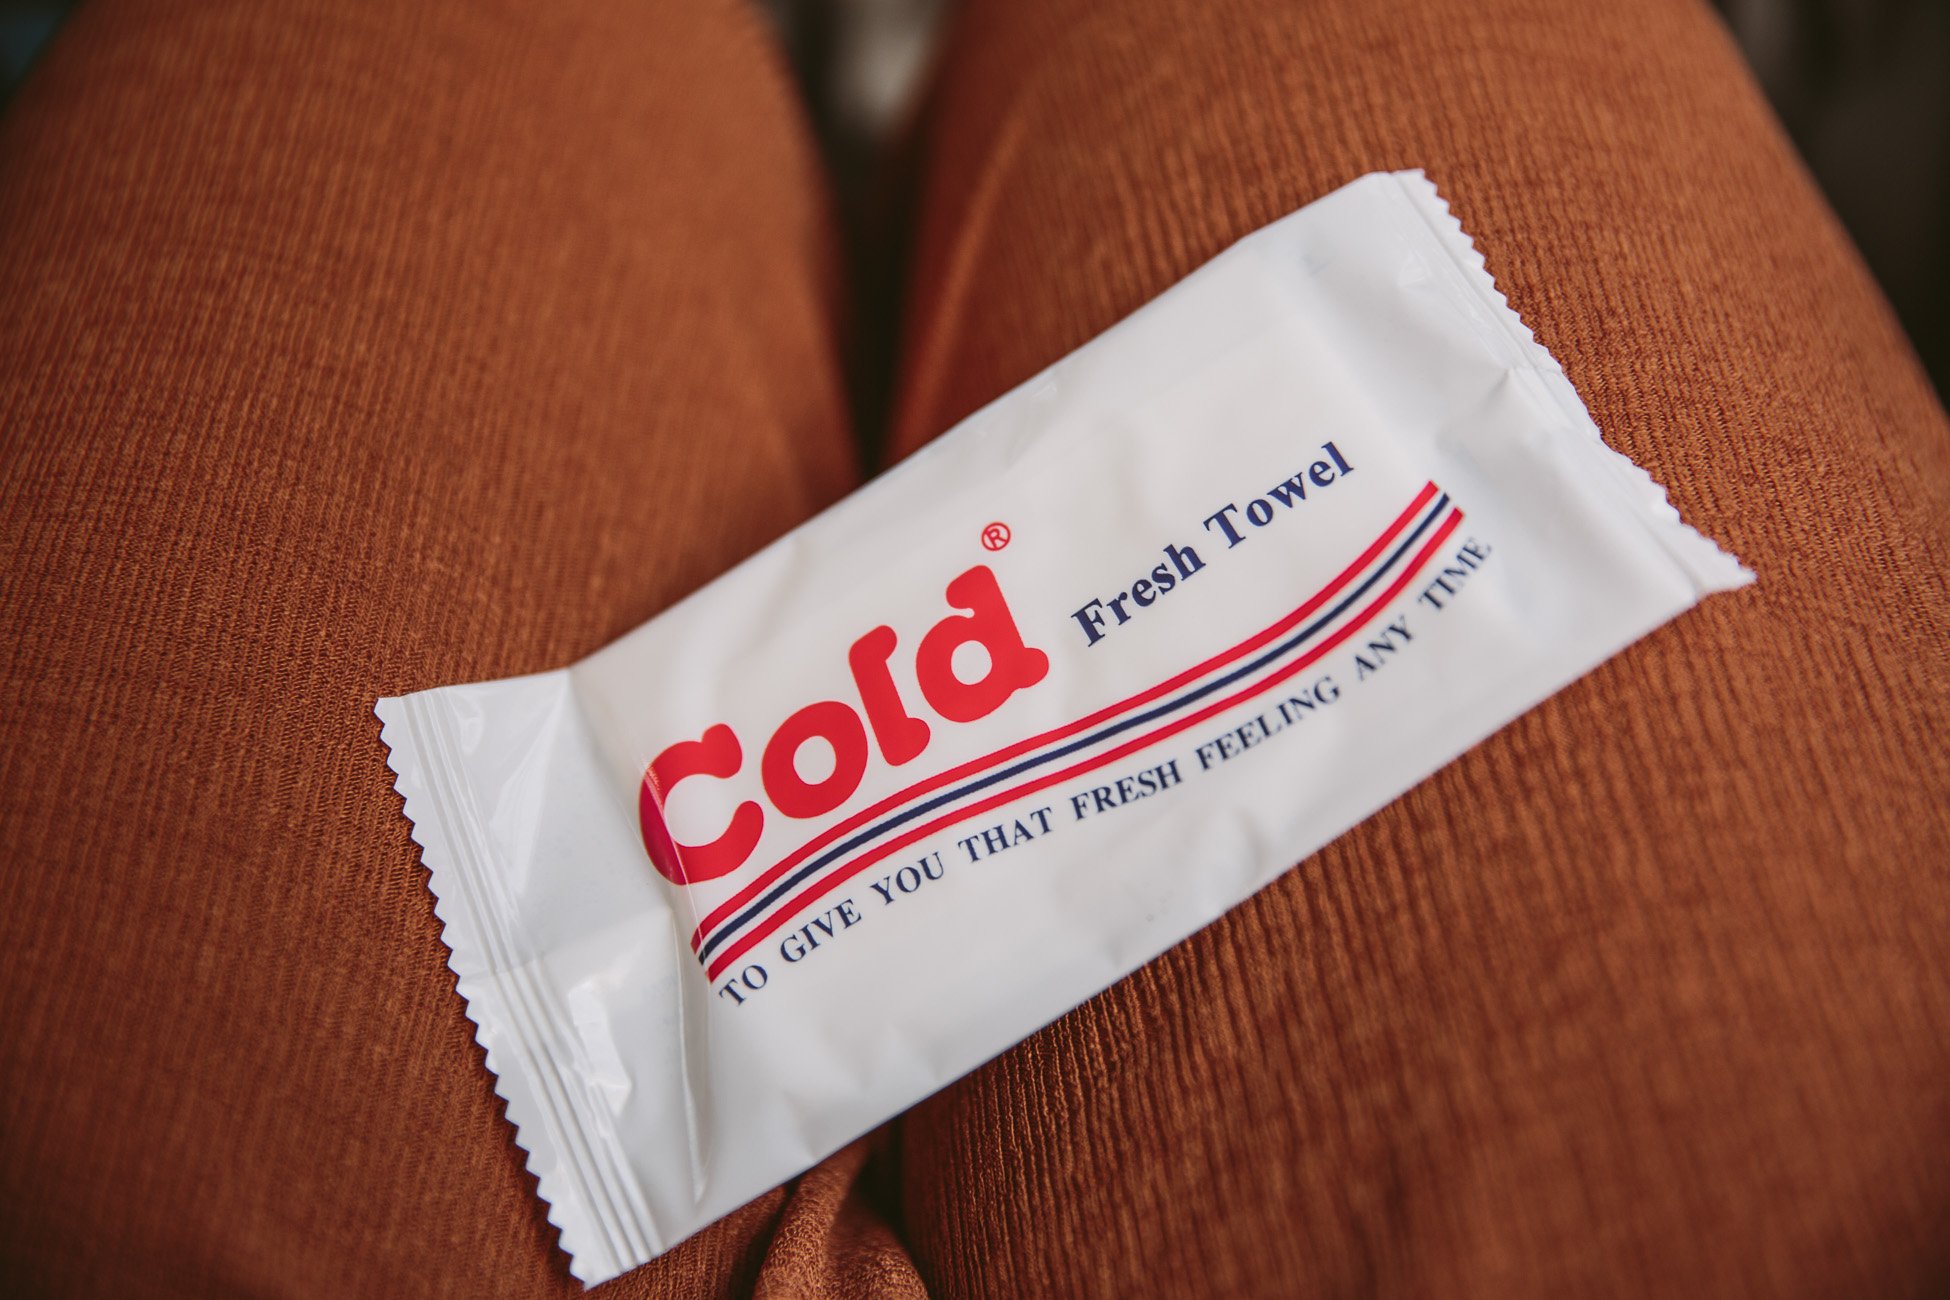 Cold®
Fresh Towel
TO GIVE YOU THAT FRESH FEELING ANY TIME